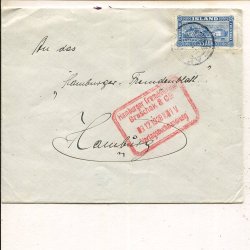 ISLAND
An das
"Hamburger-Fremdenblatt"
Hamburger Fremdenblatt
Broschek & Co
Hamburg